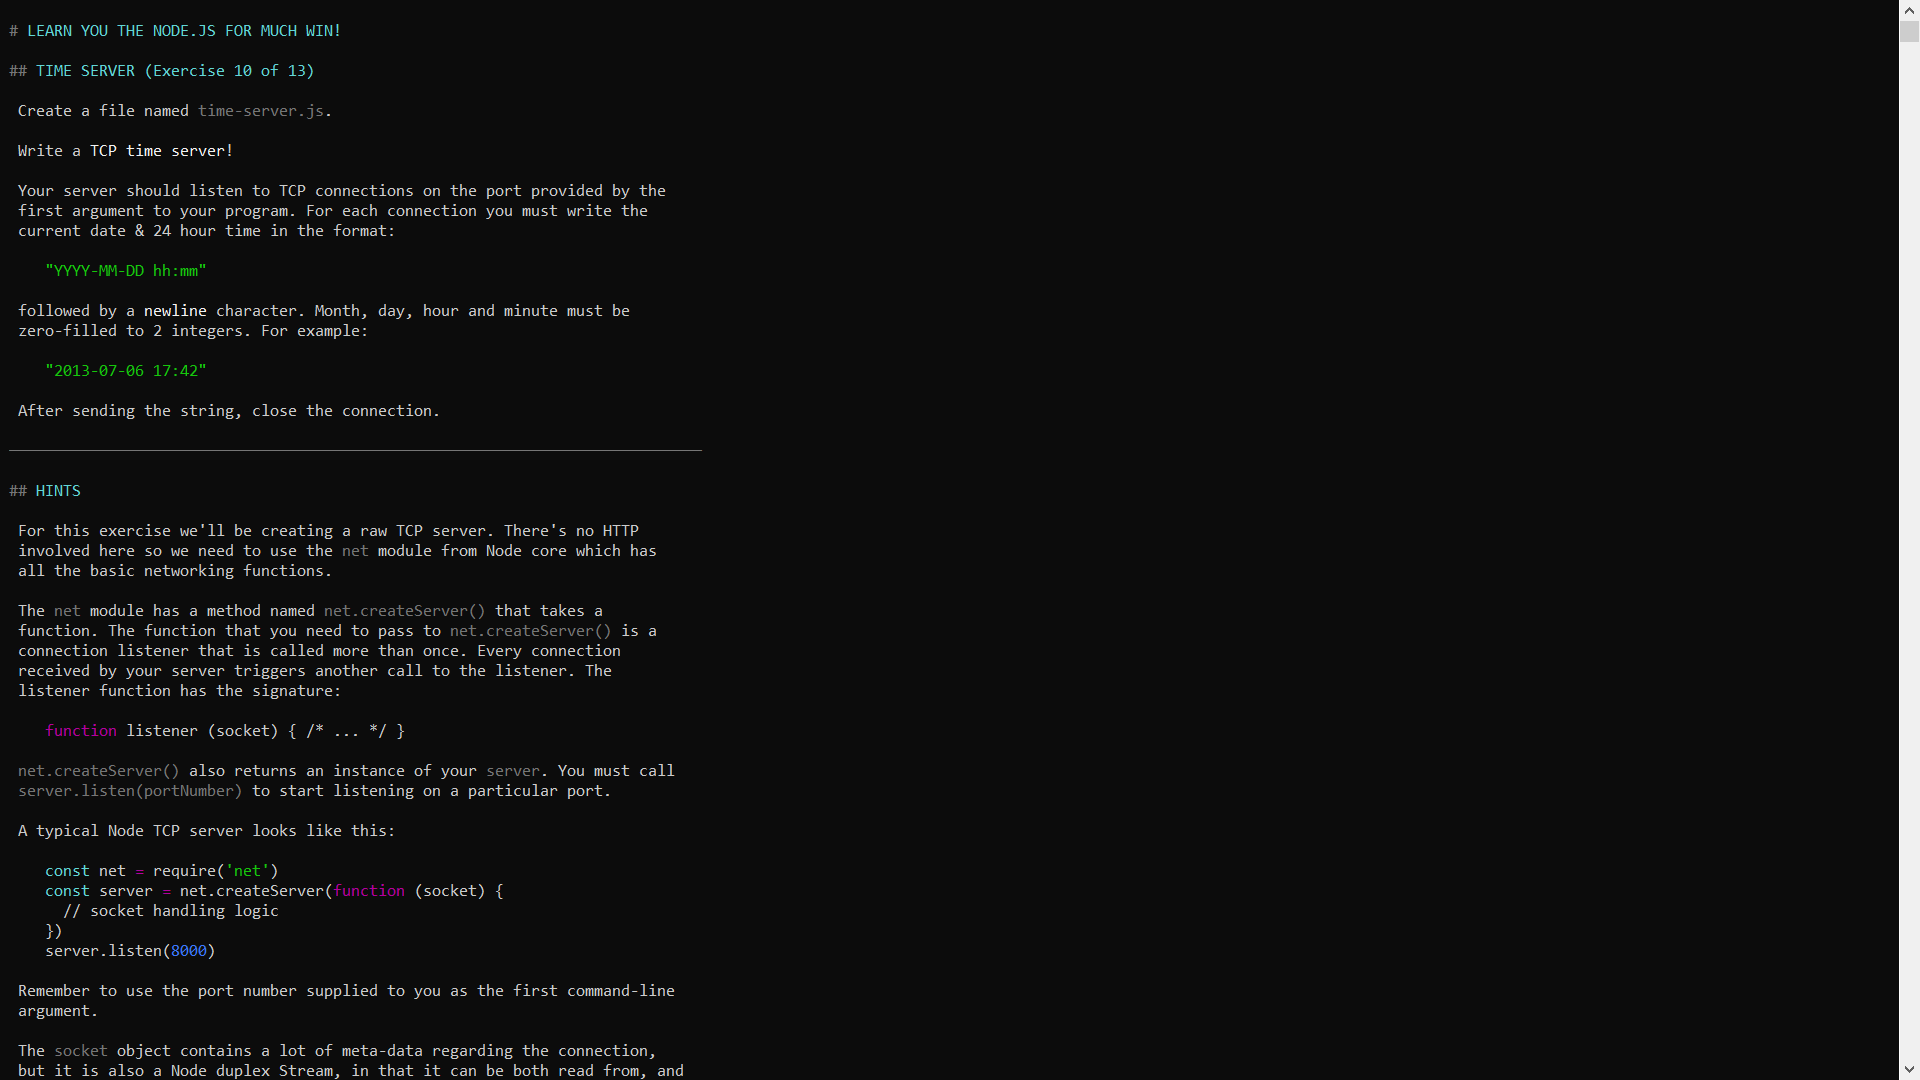 # LEARN YOU THE NODE.JS FOR MUCH WIN!
## TIME SERVER (Exercise 10 of 13)
Create a file named time-server.js.
Write a TCP time server!
Your server should listen to TCP connections on the port provided by the
first argument to your program. For each connection you must write the
current date & 24 hour time in the format:
"YYYY-MM-DD hh:mm"
followed by a newline character. Month, day, hour and minute must be
zero-filled to 2 integers. For example:
"2013-07-06 17:42"
After sending the string, close the connection.
## HINTS
For this exercise we'll be creating a raw TCP server. There's no HTTP
involved here so we need to use the net module from Node core which has
all the basic networking functions.
The net module has a method named net.createServer() that takes a
function. The function that you need to pass to net.createServer() is a
connection listener that is called more than once. Every connection
received by your server triggers another call to the listener. The
listener function has the signature:
function listener (socket) { /* ... */ }
net.createServer() also returns an instance of your server. You must call
server.listen(portNumber) to start listening on a particular port.
A typical Node TCP server looks like this:
const net = require('net')
const server = net.createServer(function (socket) {
// socket handling logic
})
server.listen(8000)
Remember to use the port number supplied to you as the first command-line
argument.
The socket object contains a lot of meta-data regarding the connection,
but it is also a Node duplex Stream, in that it can be both read from, and